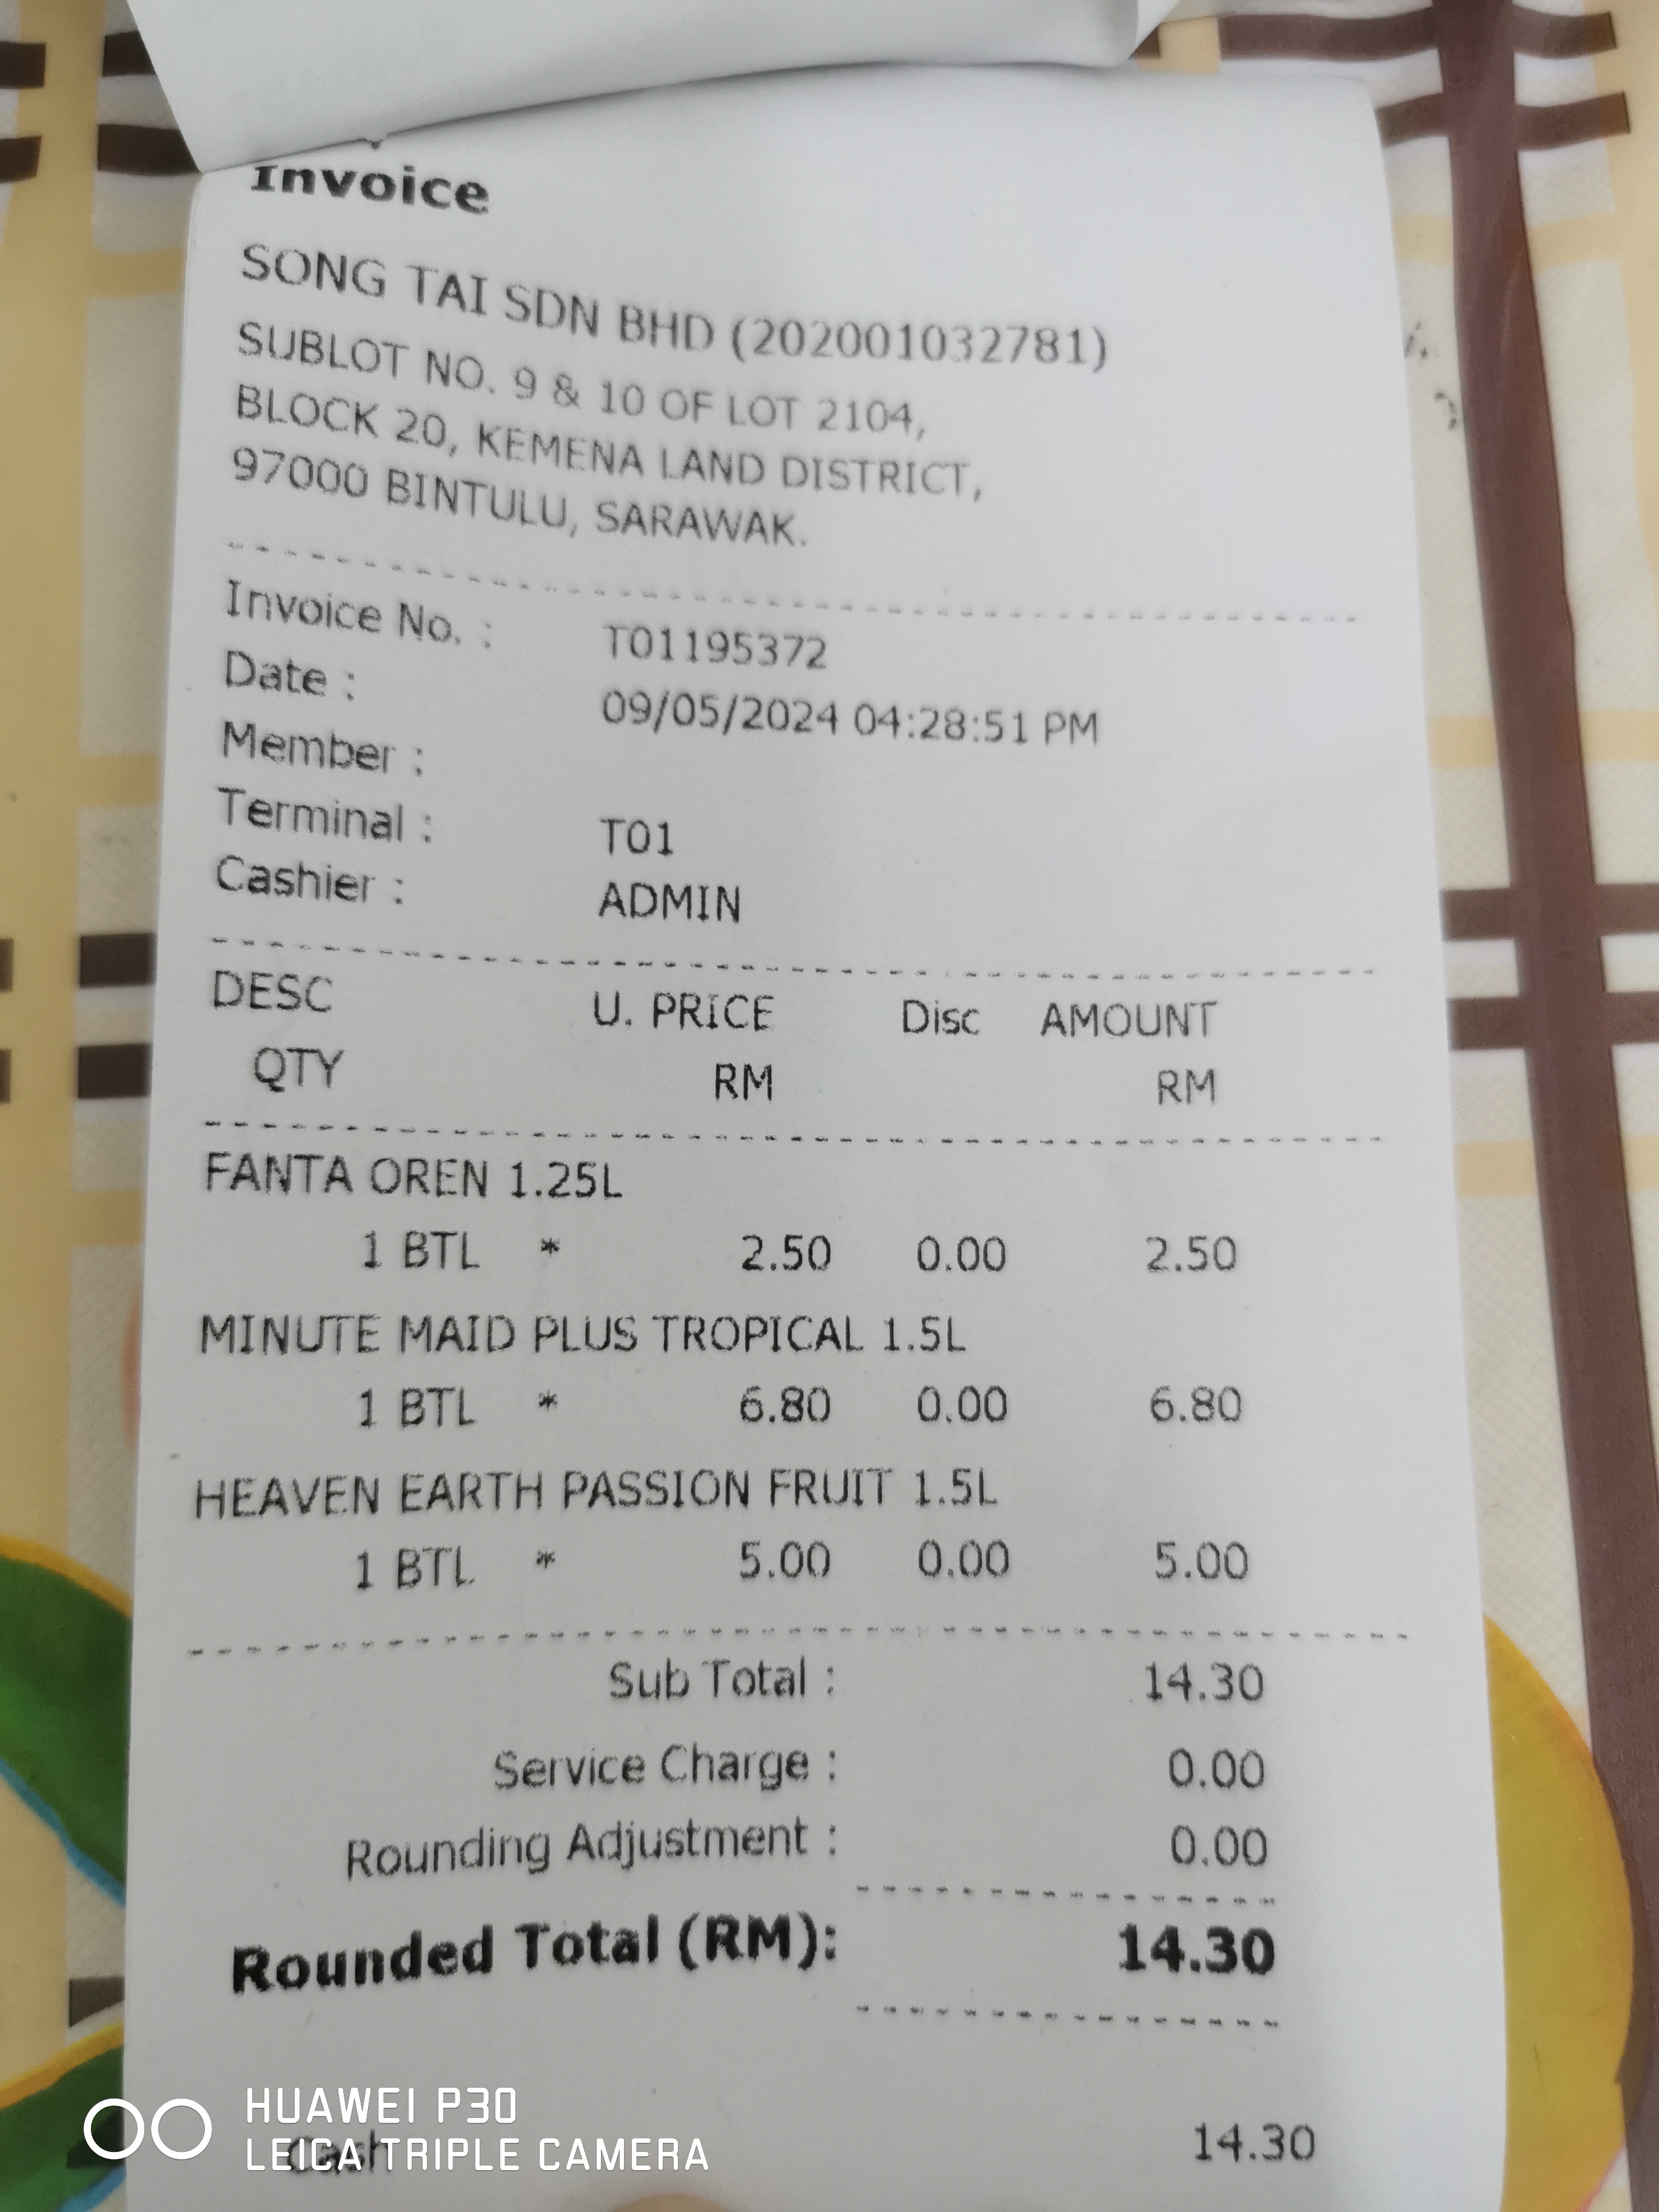 Invoice
SONG TAI SDN BHD (202001032781)
SUBLOT NO. 9 & 10 OF LOT 2104,
BLOCK 20, KEMENA LAND DISTRICT,
97000 BINTULU, SARAWAK.
Invoice No. : T01195372
Date : 09/05/2024 04:28:51 PM
Member :
Terminal : T01
Cashier : ADMIN
DESC U. PRICE Disc AMOUNT
QTY RM RM
FANTA OREN 1.25L
1 BTL * 2.50 0.00 2.50
MINUTE MAID PLUS TROPICAL 1.5L
1 BTL * 6.80 0.00 6.80
HEAVEN EARTH PASSION FRUIT 1.5L
1 BTL * 5.00 0.00 5.00
Sub Total : 14.30
Service Charge : 0.00
Rounding Adjustment : 0.00
Rounded Total (RM): 14.30
Cash 14.30
HUAWEI P30
LEICA TRIPLE CAMERA